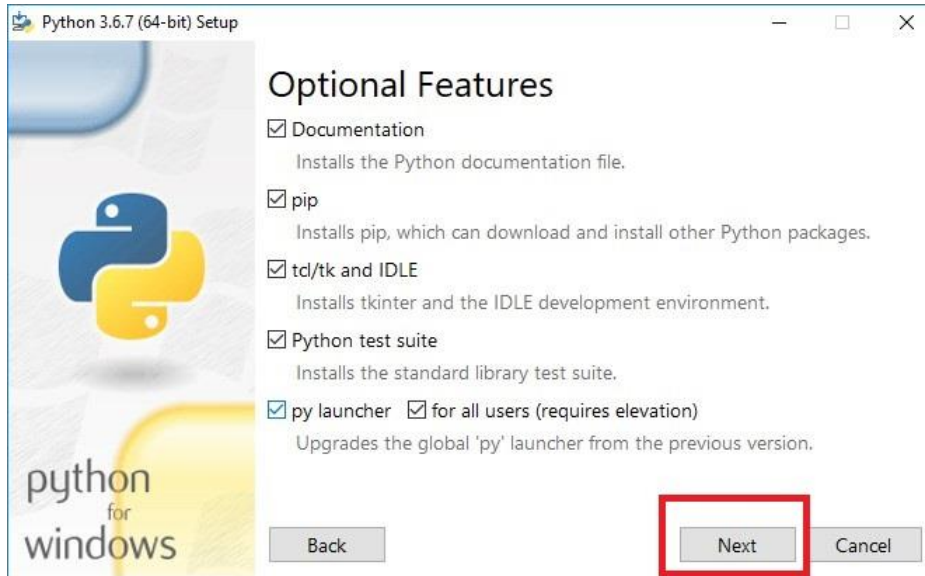 Python 3.6.7 (64-bit) Setup
Optional Features
Documentation
Installs the Python documentation file.
pip
Installs pip, which can download and install other Python packages.
tcl/tk and IDLE
Installs tkinter and the IDLE development environment.
Python test suite
Installs the standard library test suite.
py launcher for all users (requires elevation)
Upgrades the global 'py' launcher from the previous version.
python
for
windows
Back Next Cancel